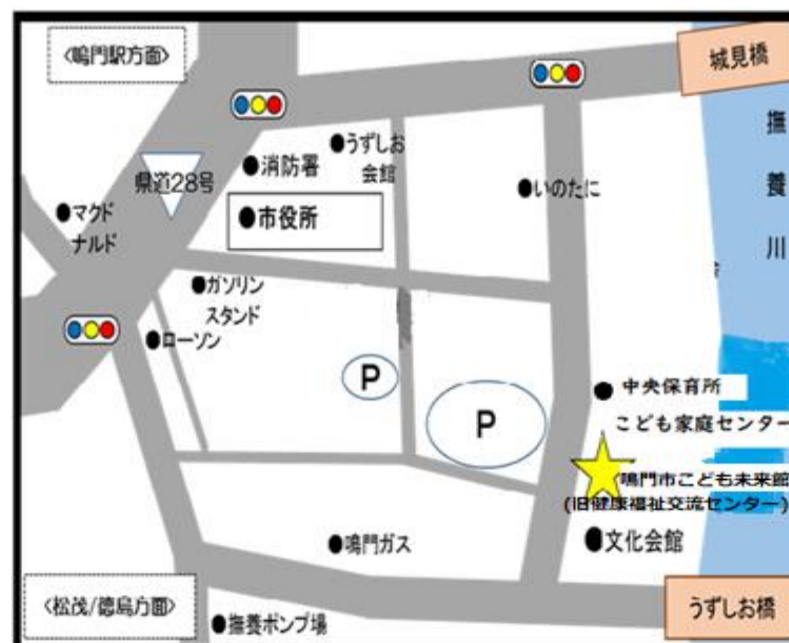 <鳴門駅方面>
城見橋
撫養川
うずしお
会館
消防署
県道28号
いのたに
マクド
ナルド
市役所
ガソリン
スタンド
ローソン
P
P
中央保育所
こども家庭センター
鳴門市こども未来館
(旧健康福祉交流センター)
文化会館
鳴門ガス
<松茂/徳島方面>
うずしお橋
撫養ポンプ場